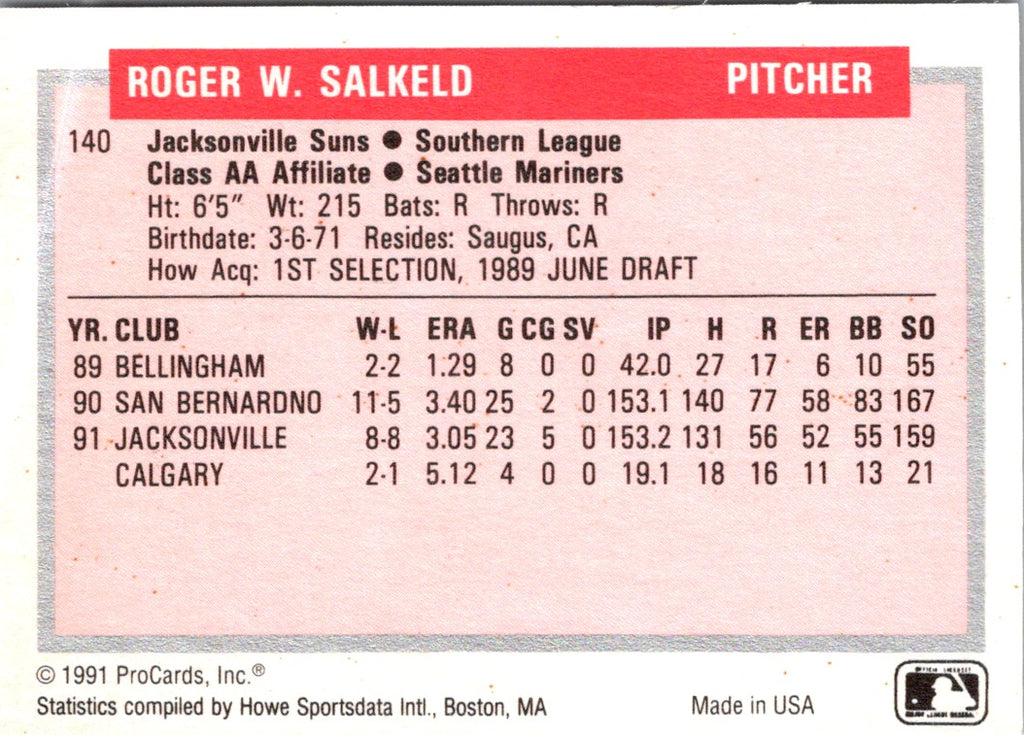 ROGER W. SALKELD PITCHER
140 Jacksonville Suns ● Southern League
Class AA Affiliate ● Seattle Mariners
Ht: 6'5" Wt: 215 Bats: R Throws: R
Birthdate: 3-6-71 Resides: Saugus, CA
How Acq: 1ST SELECTION, 1989 JUNE DRAFT
YR. CLUB W-L ERA G CG SV IP H R ER BB SO
89 BELLINGHAM 2-2 1.29 8 0 0 42.0 27 17 6 10 55
90 SAN BERNARDNO 11-5 3.40 25 2 0 153.1 140 77 58 83 167
91 JACKSONVILLE 8-8 3.05 23 5 0 153.2 131 56 52 55 159
CALGARY 2-1 5.12 4 0 0 19.1 18 16 11 13 21
© 1991 ProCards, Inc.®
Statistics compiled by Howe Sportsdata Intl., Boston, MA Made in USA